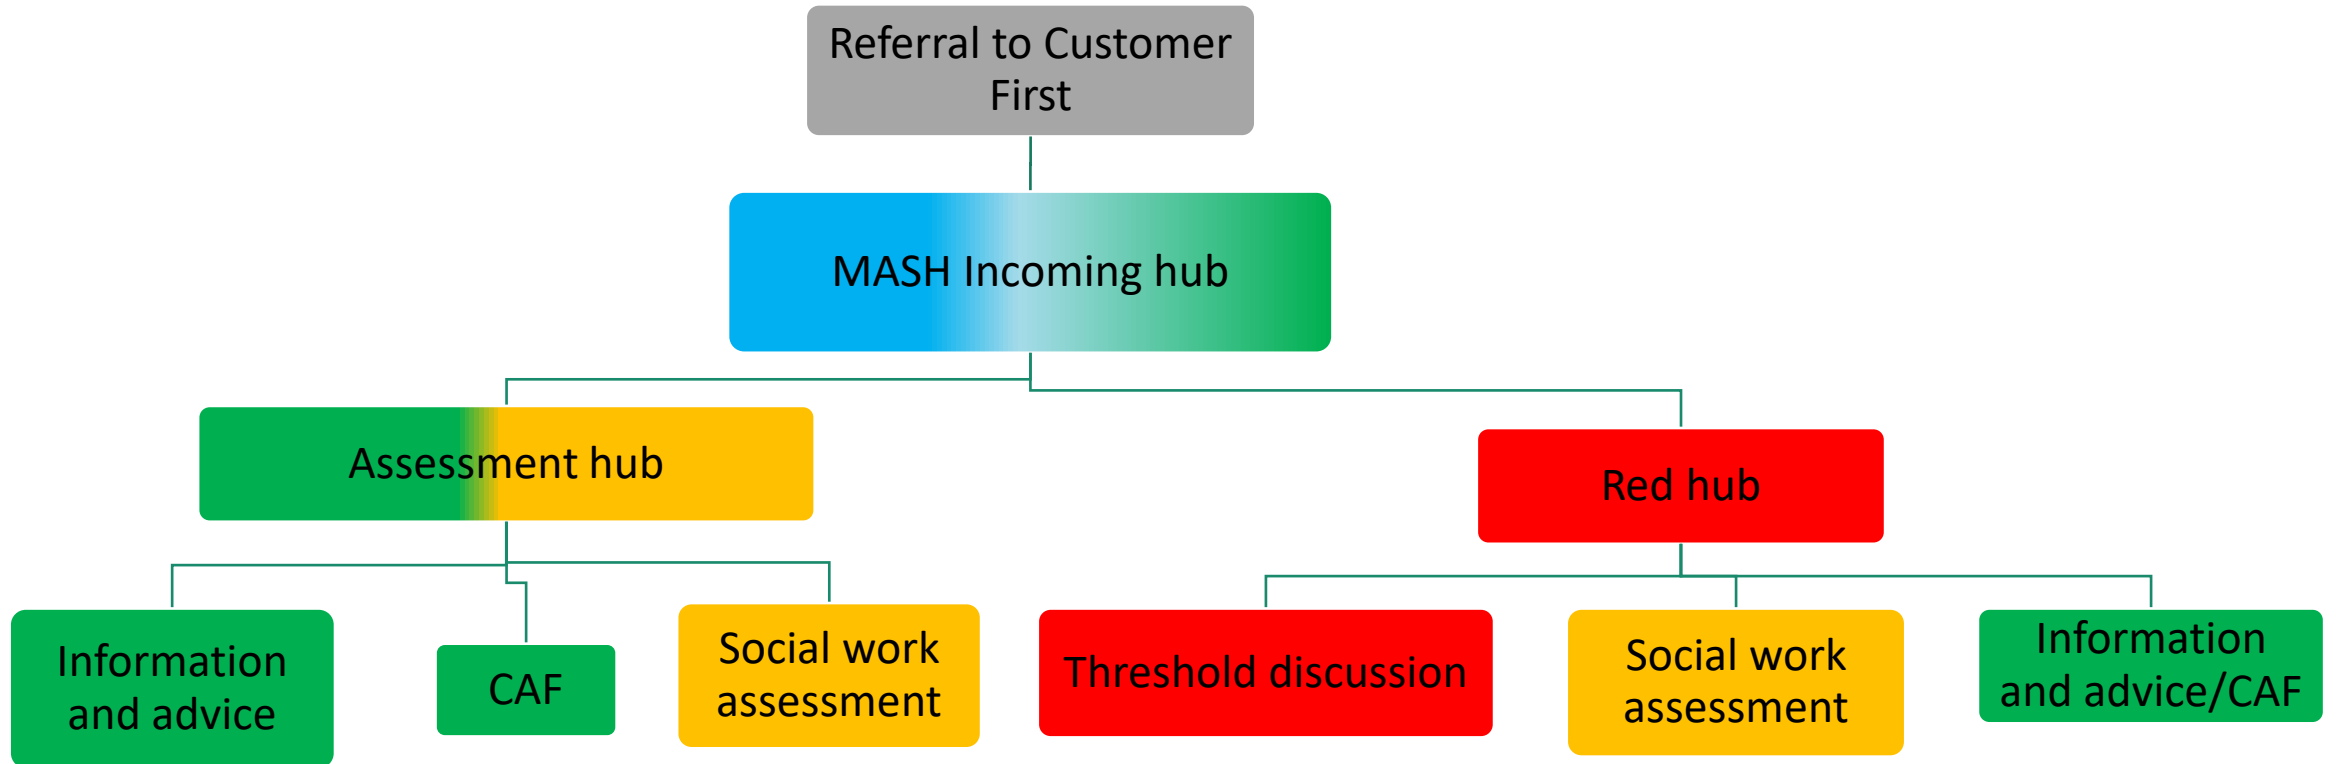 Referral to Customer
First
MASH Incoming hub
Assessment hub
Red hub
Information
and advice
CAF
Social work
assessment
Threshold discussion
Social work
assessment
Information
and advice/CAF